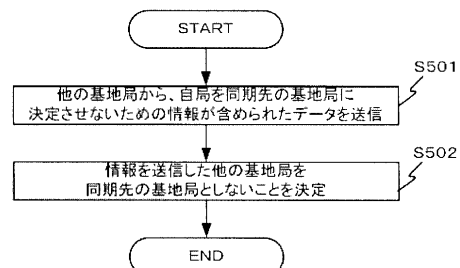 START
S501
他の基地局から、自局を同期先の基地局に
決定させないための情報が含められたデータを送信
S502
情報を送信した他の基地局を
同期先の基地局としないことを決定
END